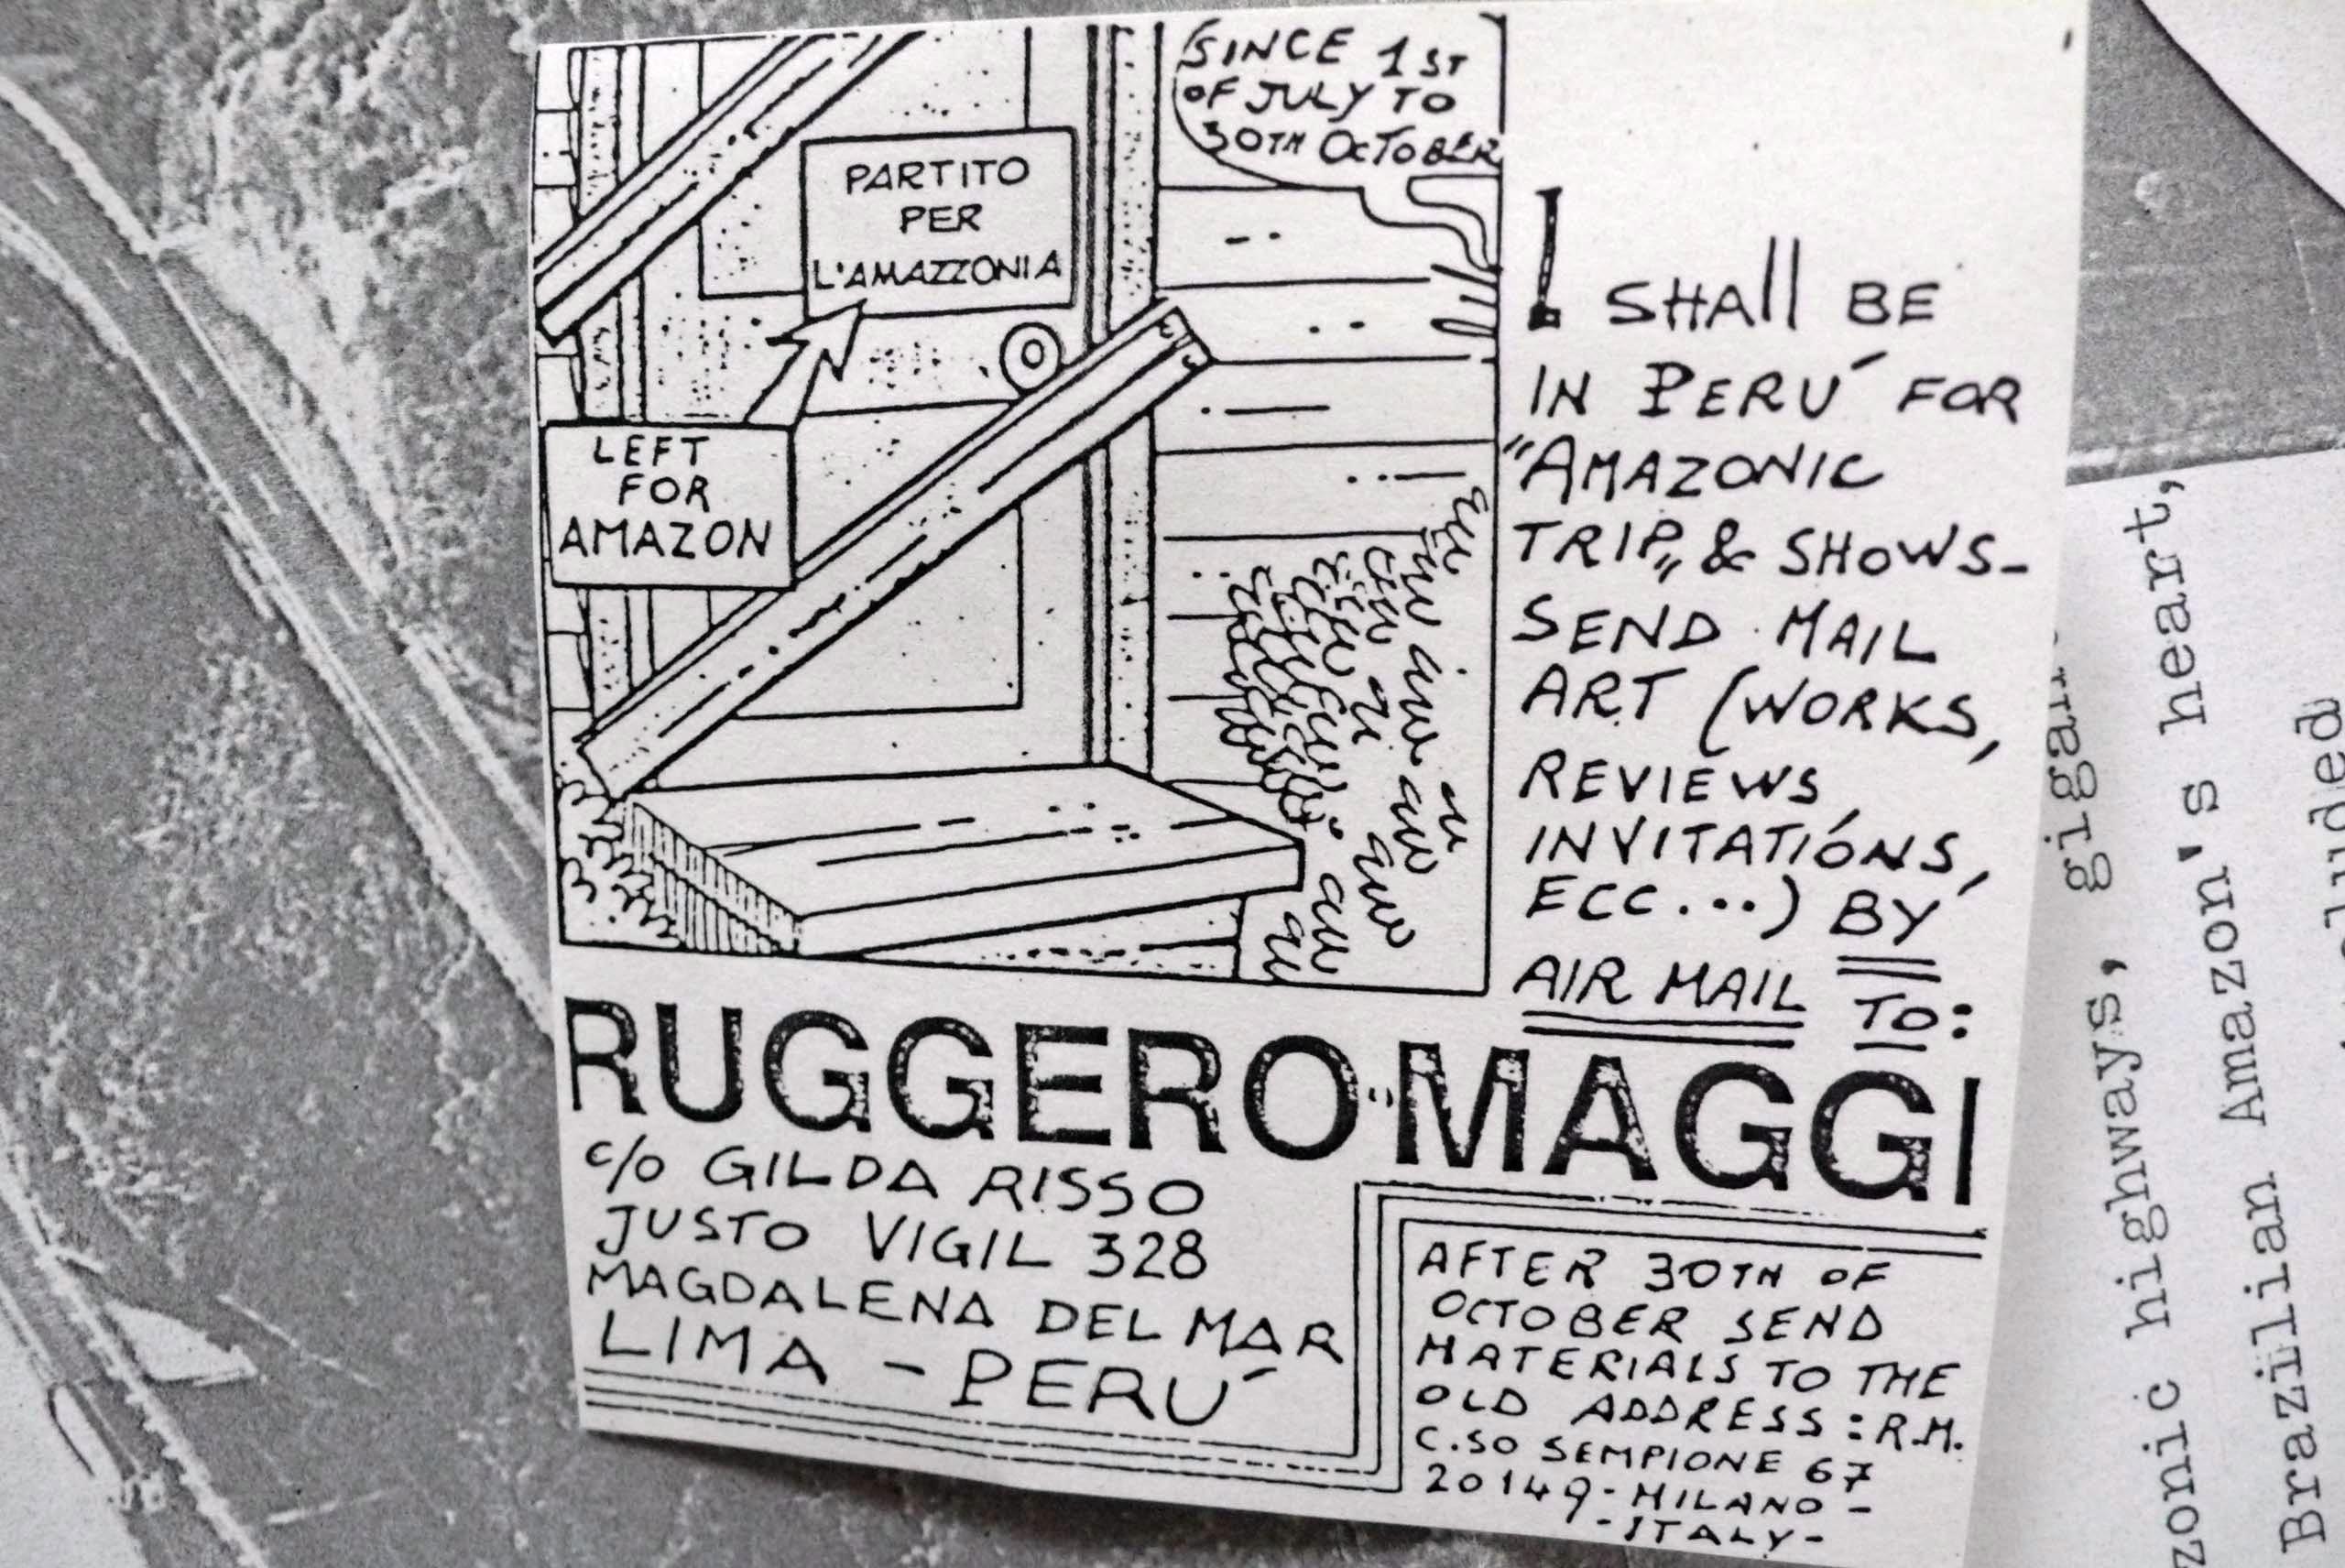 SINCE 1ST
OF JULY TO
30TH OCTOBER
PARTITO
PER
L'AMAZZONIA
LEFT
FOR
AMAZON
I SHAll BE
IN PERÚ FOR
"AMAZONIC
TRIP„ & SHOWS-
SEND MAIL
ART (WORKS,
REVIEWS,
INVITATIÓNS,
ECC...) BY
AIR MAIL TO:
RUGGERO MAGGI
c/o GILDA RISSO
JUSTO VIGIL 328
MAGDALENA DEL MAR
LIMA - PERÚ
AFTER 30TH OF
OCTOBER SEND
MATERIALS TO THE
OLD ADDRESS: R.M.
C.SO SEMPIONE 67
20149-MILANO-
-ITALY-
zonic highways,
Brazilian Amazon's heart,